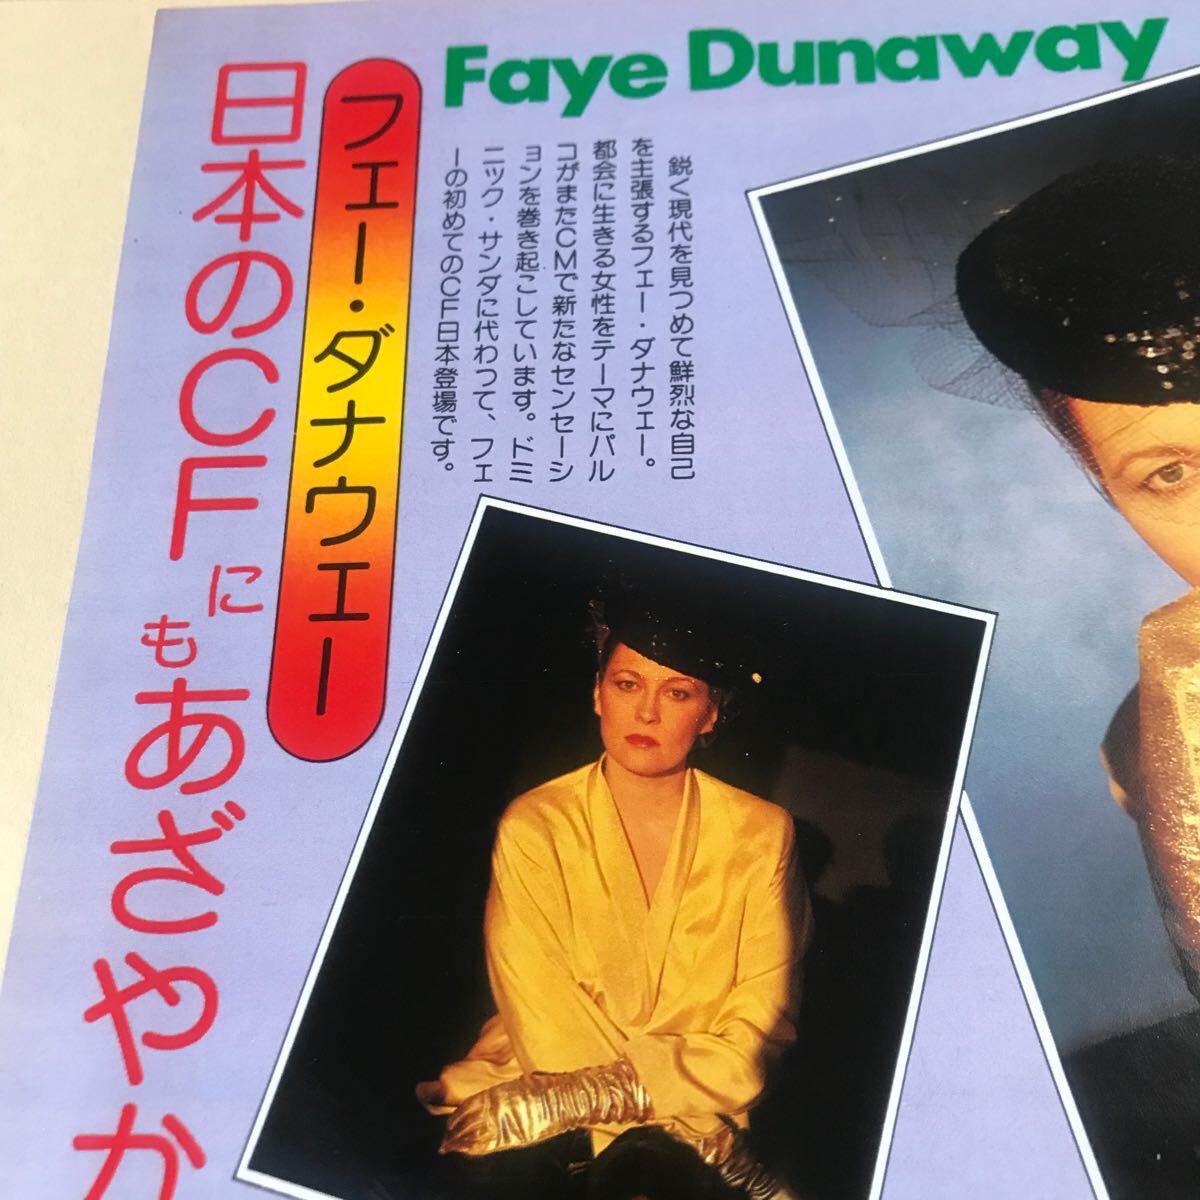 Faye Dunaway
フェー・ダナウェー
日本のCFにもあざやか
鋭く現代を見つめて鮮烈な自己
を主張するフェー・ダナウェー。
都会に生きる女性をテーマにパル
コがまたCMで新たなセンセーシ
ョンを巻き起こしています。ドミ
ニック・サンダに代わって、フェ
ーの初めてのCF日本登場です。